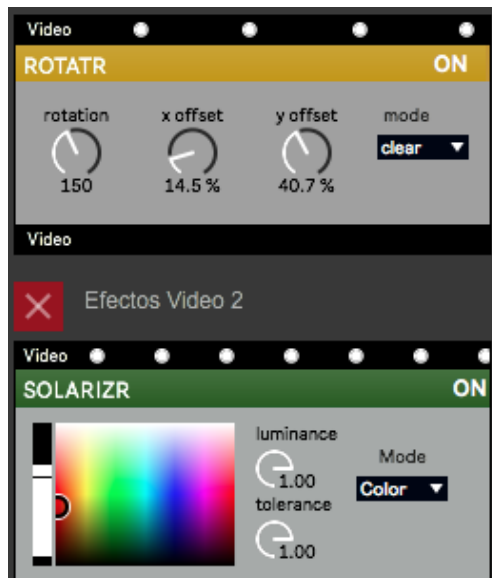 Video
ROTATR ON
rotation x offset y offset mode
clear
150 14.5 % 40.7 %
Video
Efectos Video 2
Video
SOLARIZR ON
luminance
1.00
Mode
Color
tolerance
1.00